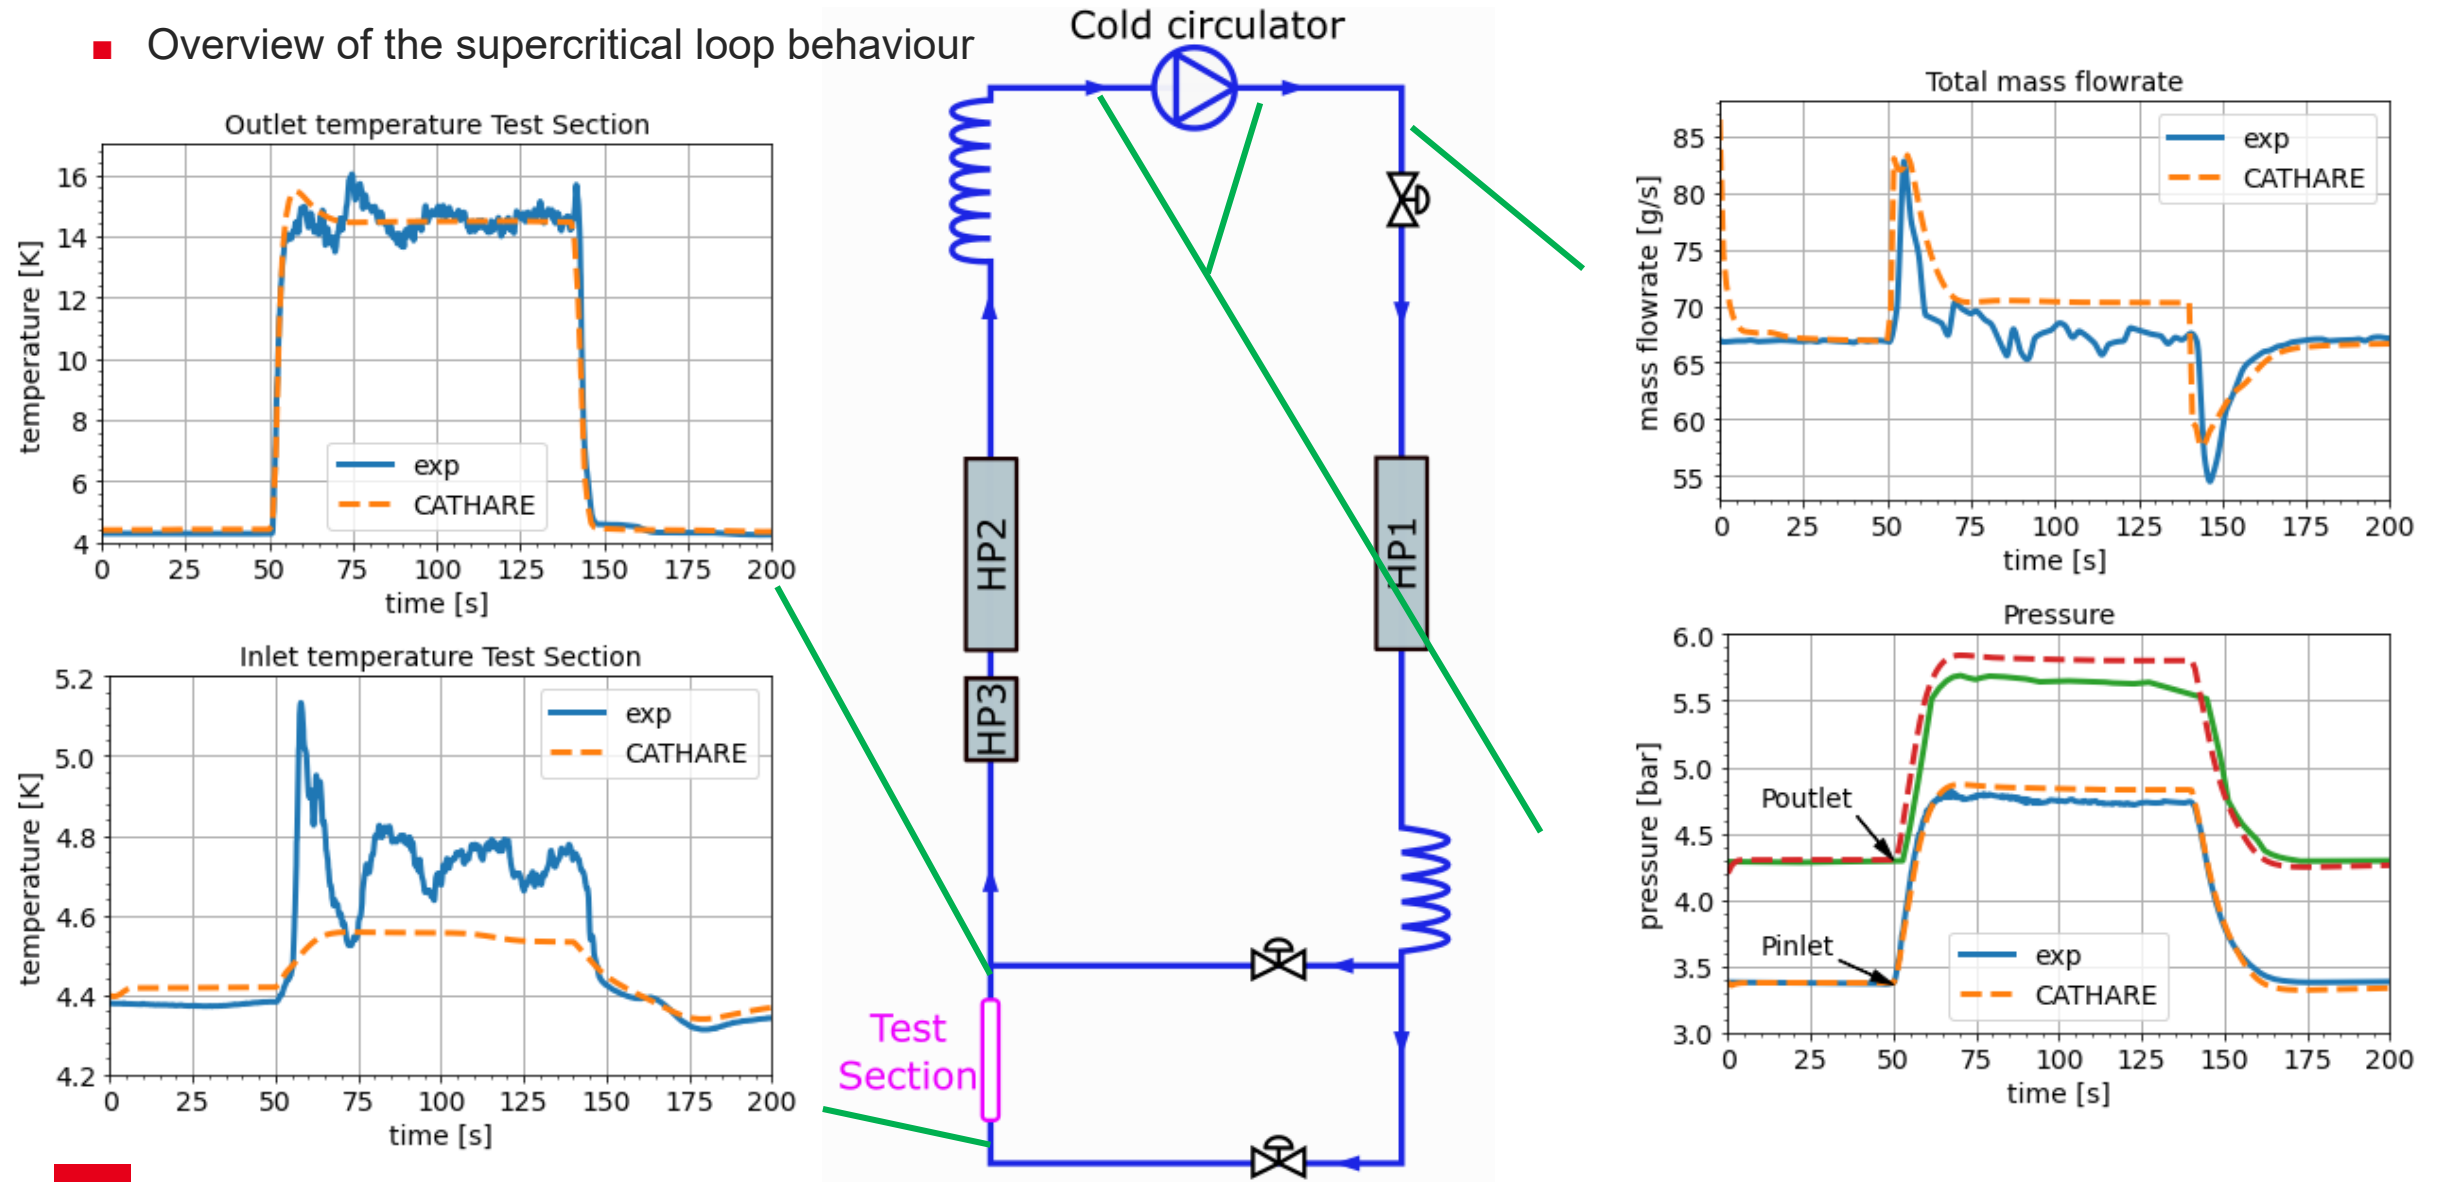 Overview of the supercritical loop behaviour
Cold circulator
Outlet temperature Test Section
16
14
12
10
8
6
4
temperature [K]
exp
CATHARE
0 25 50 75 100 125 150 175 200
time [s]
Inlet temperature Test Section
5.2
5.0
4.8
4.6
4.4
4.2
temperature [K]
exp
CATHARE
0 25 50 75 100 125 150 175 200
time [s]
HP2
HP3
HP1
Test
Section
Total mass flowrate
85
80
75
70
65
60
55
mass flowrate [g/s]
exp
CATHARE
0 25 50 75 100 125 150 175 200
time [s]
Pressure
6.0
5.5
5.0
4.5
4.0
3.5
3.0
pressure [bar]
Poutlet
Pinlet
exp
CATHARE
0 25 50 75 100 125 150 175 200
time [s]